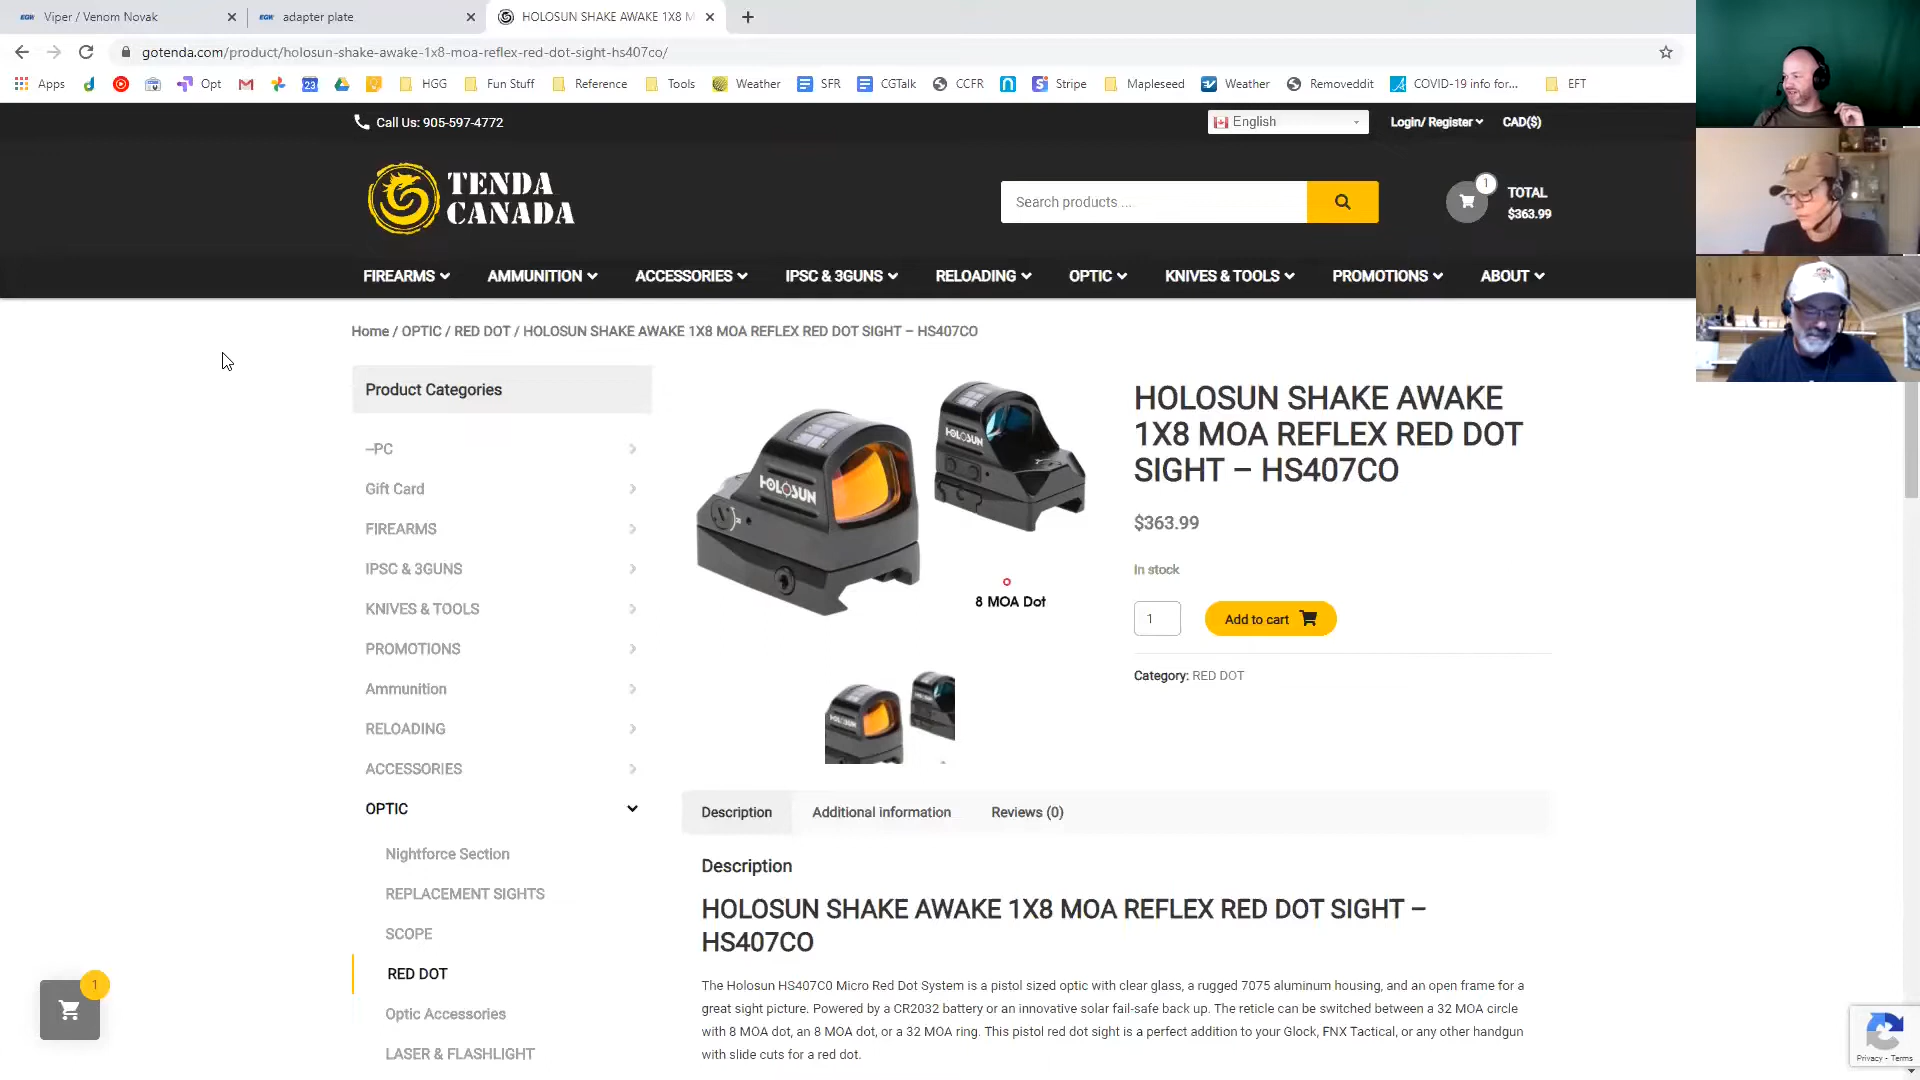 Viper / Venom Novak
adapter plate
HOLOSUN SHAKE AWAKE 1X8 M
gotenda.com/product/holosun-shake-awake-1x8-moa-reflex-red-dot-sight-hs407co/
Apps
Opt
HGG
Fun Stuff
Reference
Tools
Weather
SFR
CGTalk
CCFR
Stripe
Mapleseed
Weather
Removeddit
COVID-19 info for...
EFT
Call Us: 905-597-4772
English
Login/ Register
CAD($)
TENDA
CANADA
Search products ...
1
TOTAL
$363.99
FIREARMS
AMMUNITION
ACCESSORIES
IPSC & 3GUNS
RELOADING
OPTIC
KNIVES & TOOLS
PROMOTIONS
ABOUT
Home / OPTIC / RED DOT / HOLOSUN SHAKE AWAKE 1X8 MOA REFLEX RED DOT SIGHT – HS407CO
Product Categories
–PC
Gift Card
FIREARMS
IPSC & 3GUNS
KNIVES & TOOLS
PROMOTIONS
Ammunition
RELOADING
ACCESSORIES
OPTIC
Nightforce Section
REPLACEMENT SIGHTS
SCOPE
RED DOT
Optic Accessories
LASER & FLASHLIGHT
1
HOLOSUN
HOLOSUN
8 MOA Dot
HOLOSUN
HOLOSUN
HOLOSUN SHAKE AWAKE
1X8 MOA REFLEX RED DOT
SIGHT – HS407CO
$363.99
In stock
1
Add to cart
Category: RED DOT
Description
Additional information
Reviews (0)
Description
HOLOSUN SHAKE AWAKE 1X8 MOA REFLEX RED DOT SIGHT –
HS407CO
The Holosun HS407C0 Micro Red Dot System is a pistol sized optic with clear glass, a rugged 7075 aluminum housing, and an open frame for a
great sight picture. Powered by a CR2032 battery or an innovative solar fail-safe back up. The reticle can be switched between a 32 MOA circle
with 8 MOA dot, an 8 MOA dot, or a 32 MOA ring. This pistol red dot sight is a perfect addition to your Glock, FNX Tactical, or any other handgun
with slide cuts for a red dot.
Privacy - Terms